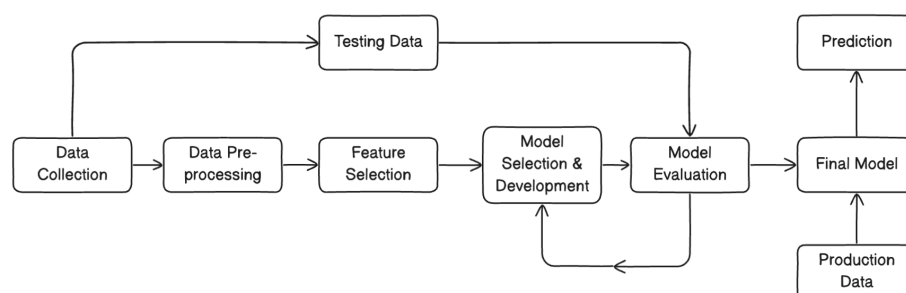 Testing Data
Prediction
Data
Collection
Data Pre-
processing
Feature
Selection
Model
Selection &
Development
Model
Evaluation
Final Model
Production
Data